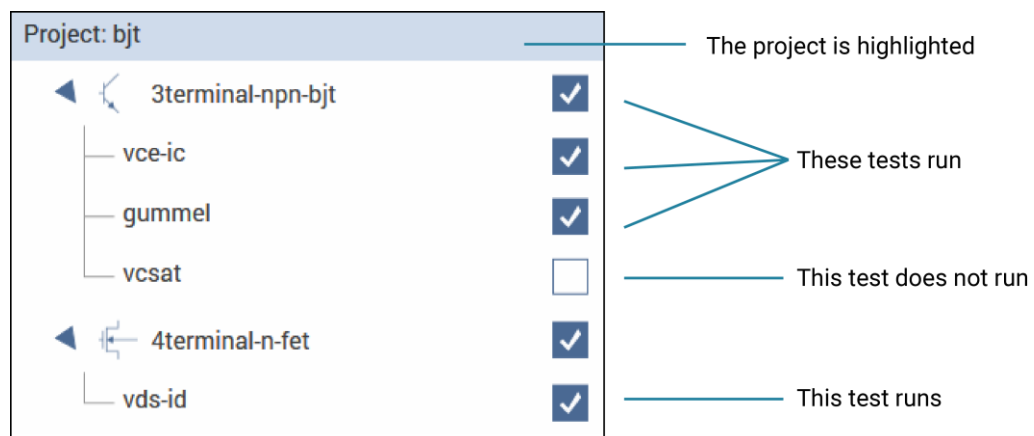 Project: bjt
The project is highlighted
3terminal-npn-bjt
vce-ic
These tests run
gummel
vcsat
This test does not run
4terminal-n-fet
vds-id
This test runs